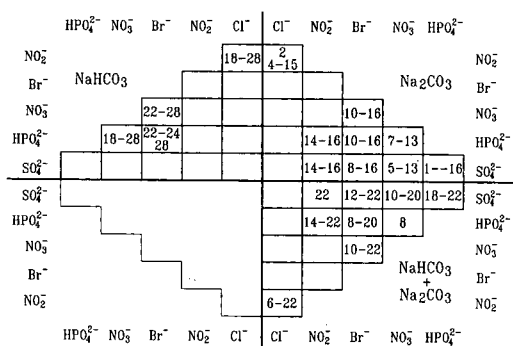 HPO₄²⁻ NO₃⁻ Br⁻ NO₂⁻ Cl⁻ Cl⁻ NO₂⁻ Br⁻ NO₃⁻ HPO₄²⁻
NO₂⁻ 18-28 2 NO₂⁻
4-15
Br⁻ NaHCO3 Na₂CO₃ Br⁻
NO₃⁻ 22-28 10-16 NO₃⁻
HPO₄²⁻ 18-28 22-24 14-16 10-16 7-13 HPO₄²⁻
28
SO₄²⁻ 14-16 8-16 5-13 1--16 SO₄²⁻
SO₄²⁻ 22 12-22 10-20 18-22 SO₄²⁻
HPO₄²⁻ 14-22 8-20 8 HPO₄²⁻
NO₃⁻ 10-22 NO₃⁻
NaHCO₃
Br⁻ + Br⁻
Na₂CO₃
NO₂⁻ 6-22 NO₂⁻
HPO₄²⁻ NO₃⁻ Br⁻ NO₂⁻ Cl⁻ Cl⁻ NO₂⁻ Br⁻ NO₃⁻ HPO₄²⁻